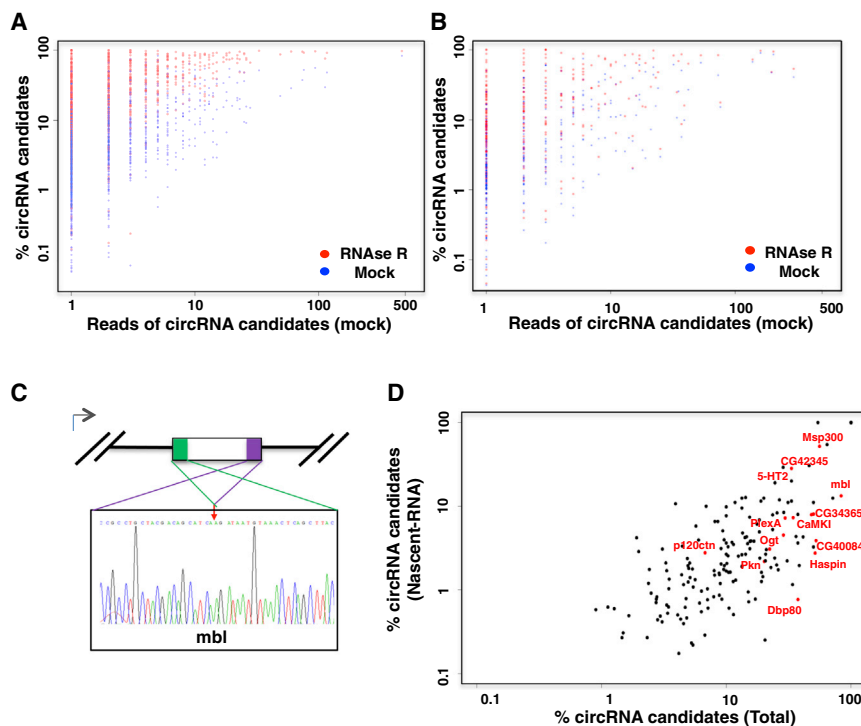 A
% circRNA candidates
100
10
1
0.1
RNAse R
Mock
1
10
100
500
Reads of circRNA candidates (mock)
B
% circRNA candidates
100
10
1
0.1
RNAse R
Mock
1
10
100
500
Reads of circRNA candidates (mock)
C
mbl
D
% circRNA candidates
(Nascent-RNA)
100
10
1
0.1
Msp300
CG42345
5-HT2
mbl
CG34365
PlexA
CaMKI
p120ctn
Ogt
CG40084
Pkn
Haspin
Dbp80
0.1
1
10
100
% circRNA candidates (Total)